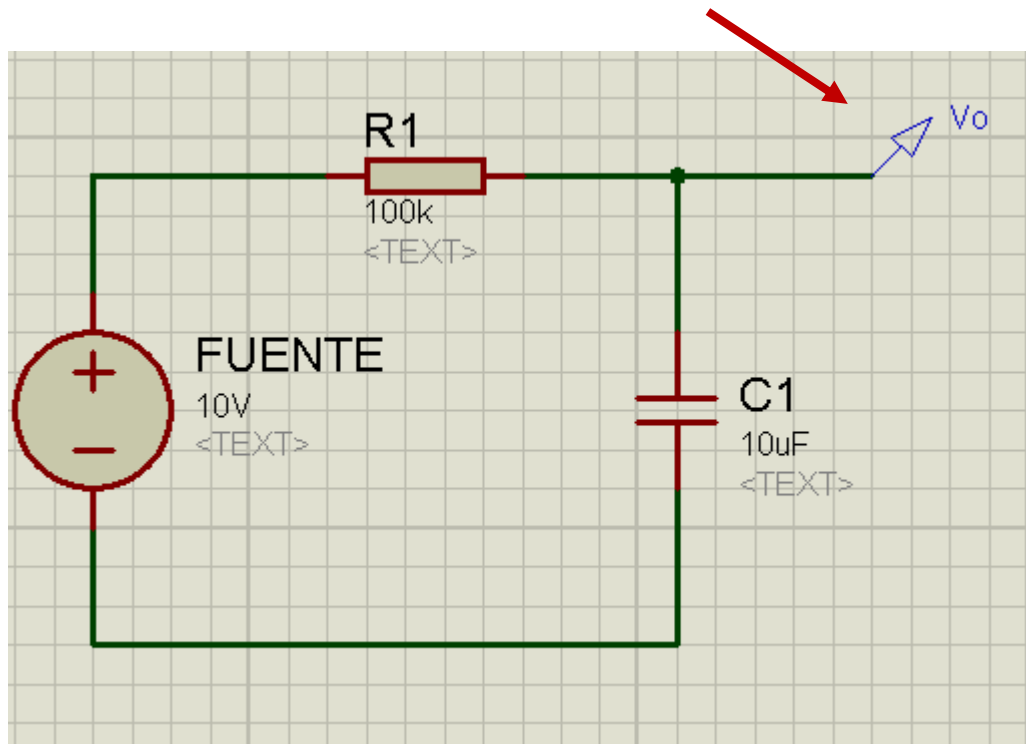 Vo
R1
100k
<TEXT>
FUENTE
10V
<TEXT>
C1
10uF
<TEXT>